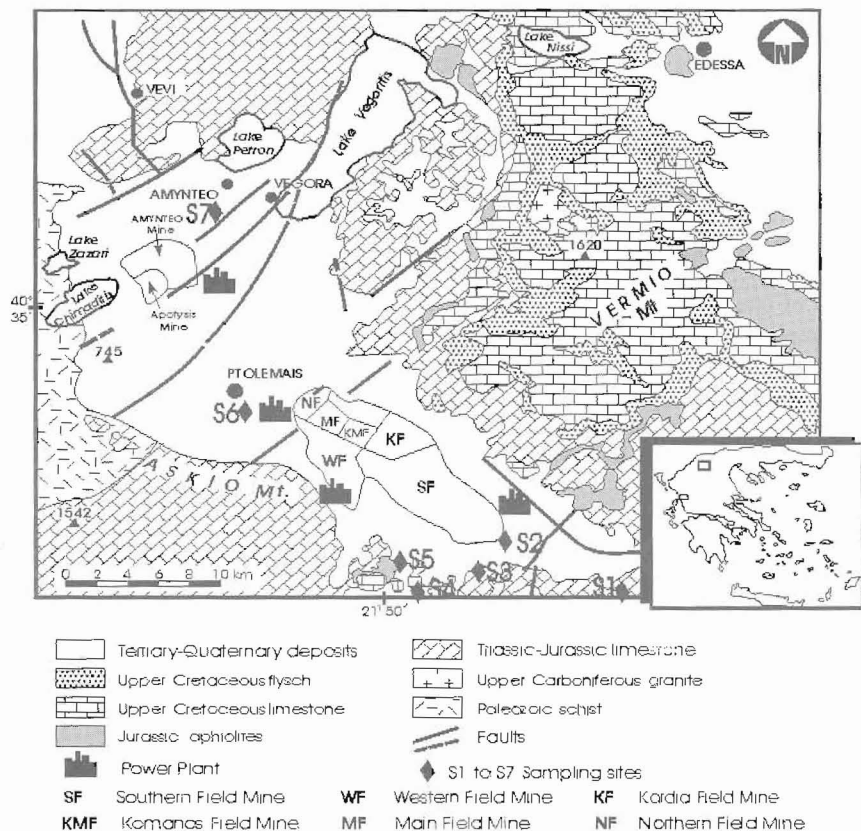 Lake Nissi
EDESSA
N
VEVI
Lake Vegoritis
Lake Petron
AMYNTEO
VEGORA
S7
AMYNTEO Mine
Lake Zazari
1620
Lake Chimaditis
40°
35'
Apofysis Mine
VERMIO Mt
745
PTOLEMAIS
S6
NF
MF
KMF
KF
WF
SF
ASKIO Mt.
1542
S2
S5
S3
S4
S1
0 2 4 6 8 10 km
21° 50'
Tertiary-Quaternary deposits
Triassic-Jurassic limestone
Upper Cretaceous flysch
Upper Carboniferous granite
Upper Cretoceous limestone
Paleozoic schist
Jurassic ophiolites
Faults
Power Plant
S1 to S7 Sampling sites
SF Southern Field Mine
WF Western Field Mine
KF Kardia Field Mine
KMF Komanos Field Mine
MF Main Field Mine
NF Northern Field Mine